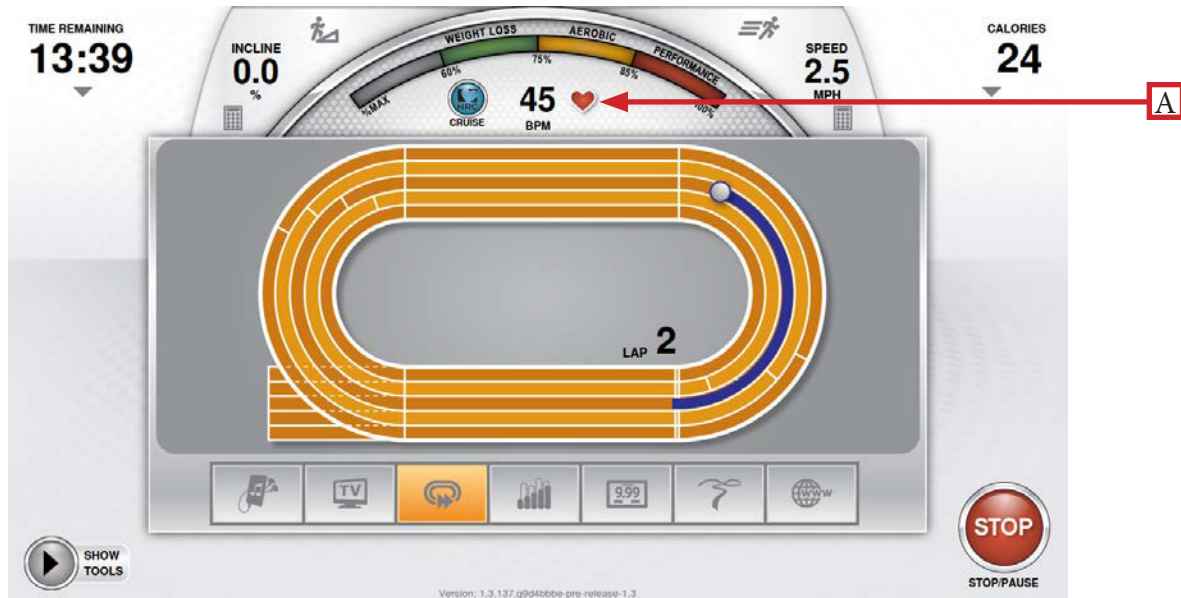 TIME REMAINING
13:39
INCLINE
0.0
%
WEIGHT LOSS
AEROBIC
PERFORMANCE
%MAX
60%
75%
85%
100%
HRC
CRUISE
45
BPM
SPEED
2.5
MPH
CALORIES
24
A
LAP 2
TV
9.99
WWW
SHOW
TOOLS
STOP
STOP/PAUSE
Version: 1.3.137.g9d4bbbe-pre-release-1.3